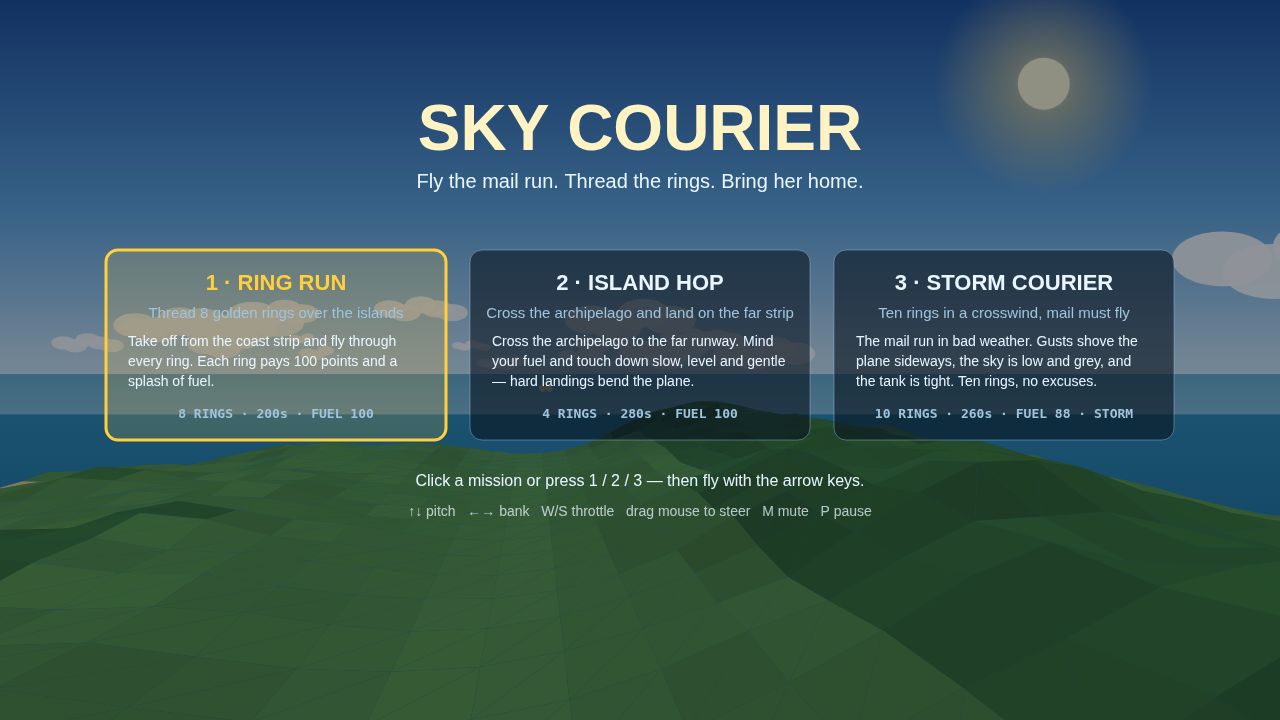 SKY COURIER
Fly the mail run. Thread the rings. Bring her home.
1 · RING RUN
Thread 8 golden rings over the islands
Take off from the coast strip and fly through
every ring. Each ring pays 100 points and a
splash of fuel.
8 RINGS · 200s · FUEL 100
2 · ISLAND HOP
Cross the archipelago and land on the far strip
Cross the archipelago to the far runway. Mind
your fuel and touch down slow, level and gentle
— hard landings bend the plane.
4 RINGS · 280s · FUEL 100
3 · STORM COURIER
Ten rings in a crosswind, mail must fly
The mail run in bad weather. Gusts shove the
plane sideways, the sky is low and grey, and
the tank is tight. Ten rings, no excuses.
10 RINGS · 260s · FUEL 88 · STORM
Click a mission or press 1 / 2 / 3 — then fly with the arrow keys.
↑↓ pitch ←→ bank W/S throttle drag mouse to steer M mute P pause